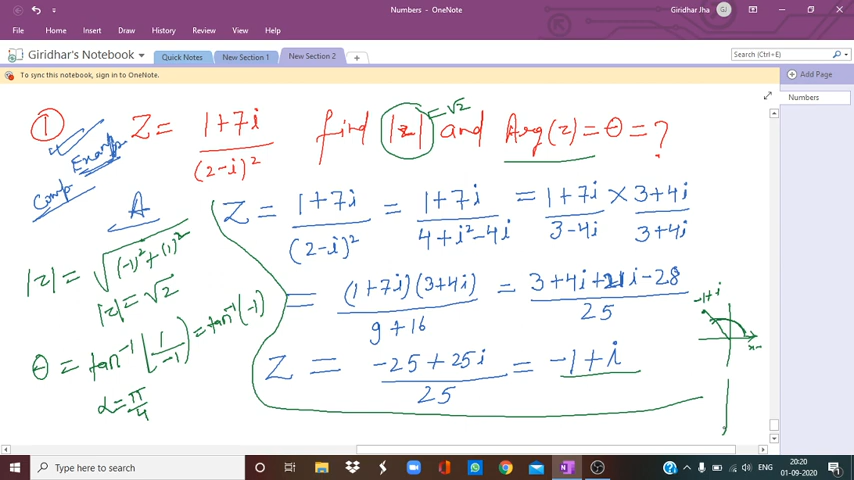 Numbers - OneNote
Giridhar Jha GJ
File Home Insert Draw History Review View Help
Giridhar's Notebook Quick Notes New Section 1 New Section 2 + Search (Ctrl+E)
To sync this notebook, sign in to OneNote.
Add Page
Numbers
① Z = (1+7i)/(2-i)² find |z| = √2 and Arg(z) = θ = ?
Comp Examp
A
Z = (1+7i)/(2-i)² = (1+7i)/(4+i²-4i) = (1+7i)/(3-4i) × (3+4i)/(3+4i)
= (1+7i)(3+4i)/(9+16) = (3+4i+21i-28)/25
Z = (-25+25i)/25 = -1+i
|z| = √((-1)²+(1)²)
|z| = √2
θ = tan⁻¹(1/-1) = tan⁻¹(-1)
α = π/4
-1+i
Type here to search
ENG
20:20
01-09-2020